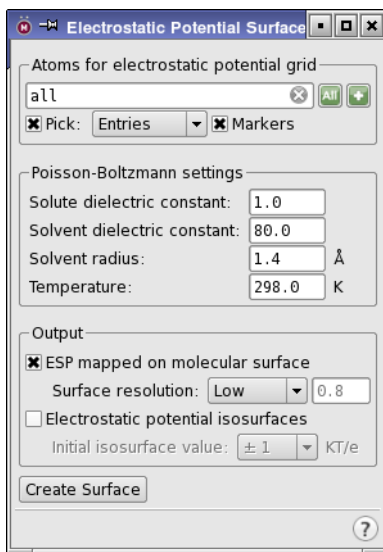 Electrostatic Potential Surface
Atoms for electrostatic potential grid
all
All
Pick: Entries Markers
Poisson-Boltzmann settings
Solute dielectric constant: 1.0
Solvent dielectric constant: 80.0
Solvent radius: 1.4 Å
Temperature: 298.0 K
Output
ESP mapped on molecular surface
Surface resolution: Low 0.8
Electrostatic potential isosurfaces
Initial isosurface value: ± 1 KT/e
Create Surface
?